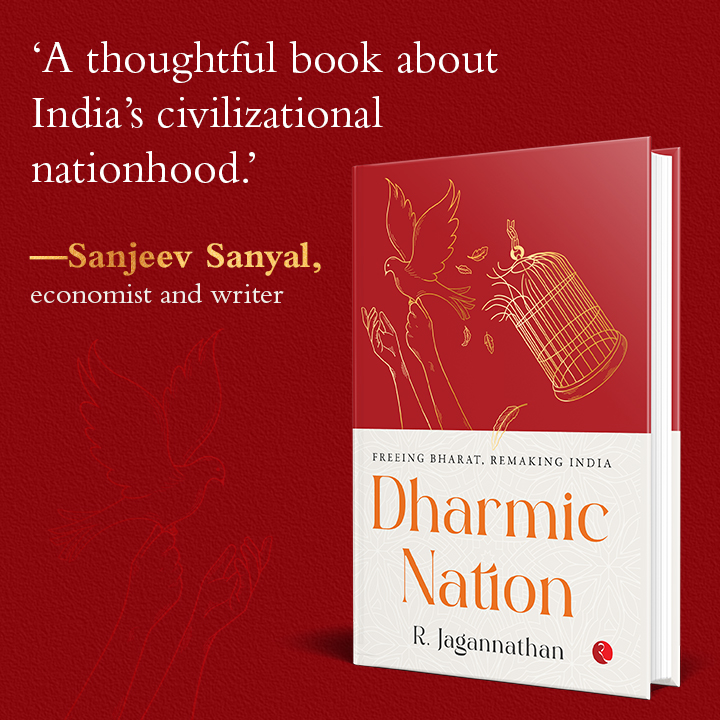 ‘A thoughtful book about
India’s civilizational
nationhood.’
—Sanjeev Sanyal,
economist and writer
FREEING BHARAT, REMAKING INDIA
Dharmic
Nation
R. Jagannathan